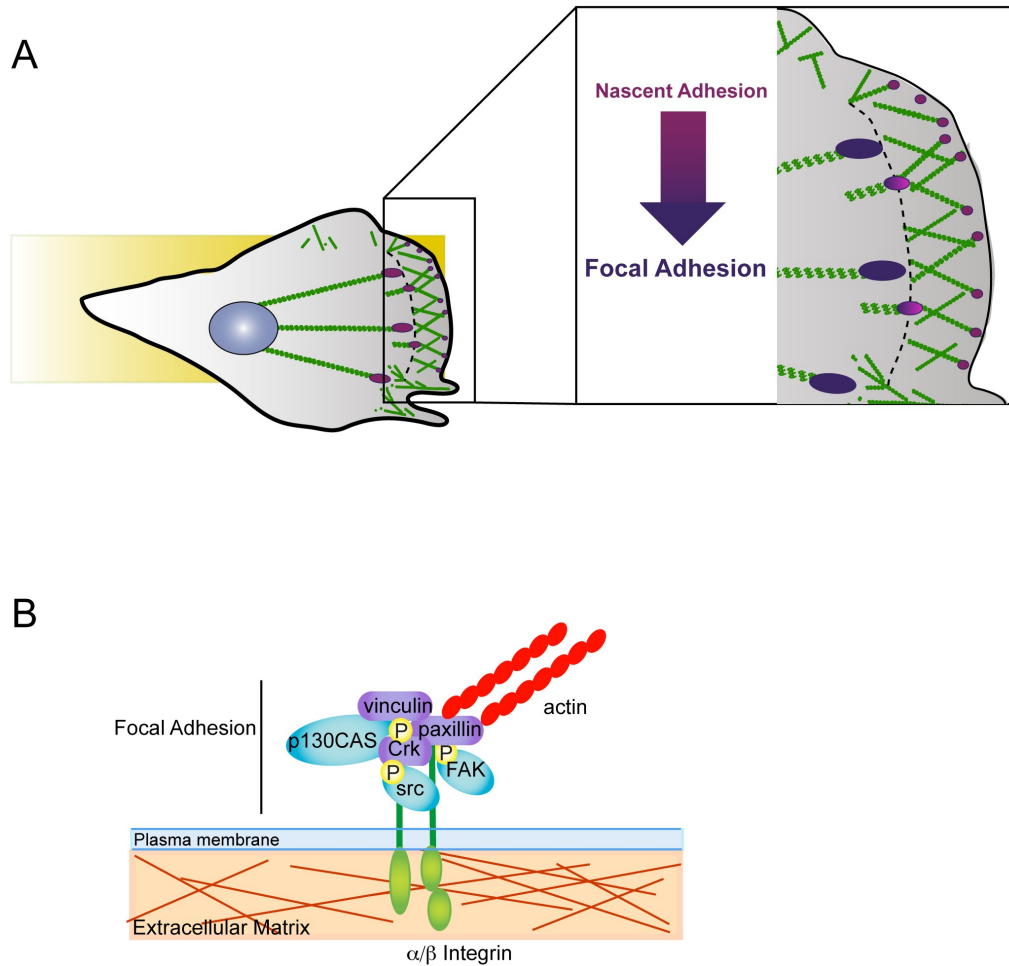 A
Nascent Adhesion
Focal Adhesion
B
Focal Adhesion
vinculin
P
paxillin
actin
p130CAS
Crk
P
FAK
P
src
Plasma membrane
Extracellular Matrix
α/β Integrin